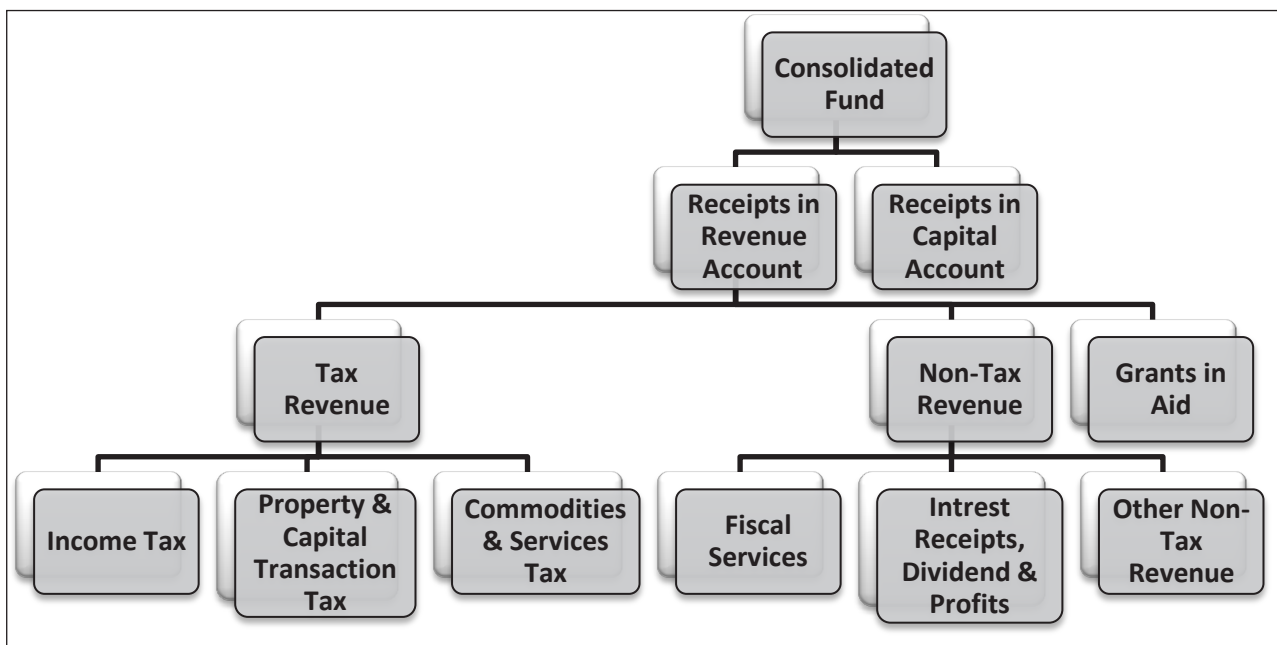 Consolidated
Fund
Receipts in
Revenue
Account
Receipts in
Capital
Account
Tax
Revenue
Non-Tax
Revenue
Grants in
Aid
Income Tax
Property &
Capital
Transaction
Tax
Commodities
& Services
Tax
Fiscal
Services
Intrest
Receipts,
Dividend &
Profits
Other Non-
Tax
Revenue